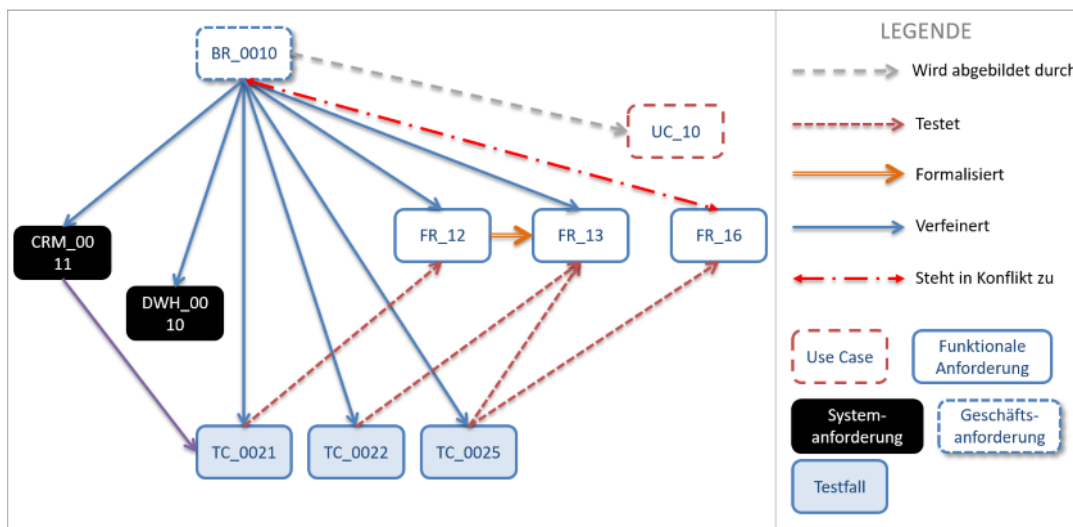 BR_0010
UC_10
CRM_00
11
DWH_00
10
FR_12
FR_13
FR_16
TC_0021
TC_0022
TC_0025
LEGENDE
Wird abgebildet durch
Testet
Formalisiert
Verfeinert
Steht in Konflikt zu
Use Case
Funktionale
Anforderung
System-
anforderung
Geschäfts-
anforderung
Testfall